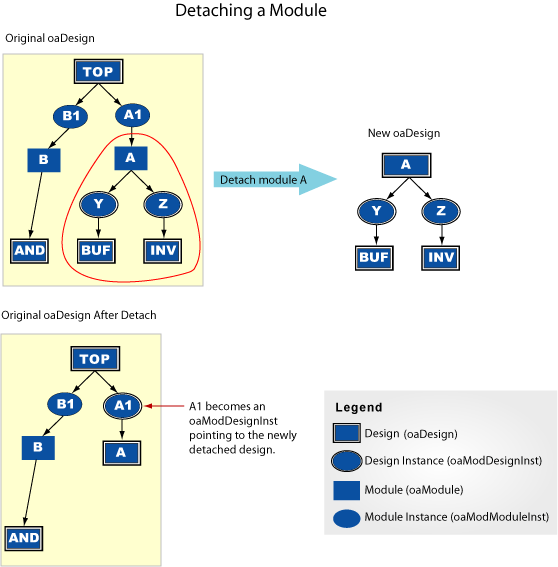 Detaching a Module
Original oaDesign
TOP
B1
A1
B
A
Y
Z
AND
BUF
INV
Detach module A
New oaDesign
A
Y
Z
BUF
INV
Original oaDesign After Detach
TOP
B1
A1
B
A
AND
A1 becomes an
oaModDesignInst
pointing to the newly
detached design.
Legend
Design (oaDesign)
Design Instance (oaModDesignInst)
Module (oaModule)
Module Instance (oaModModuleInst)